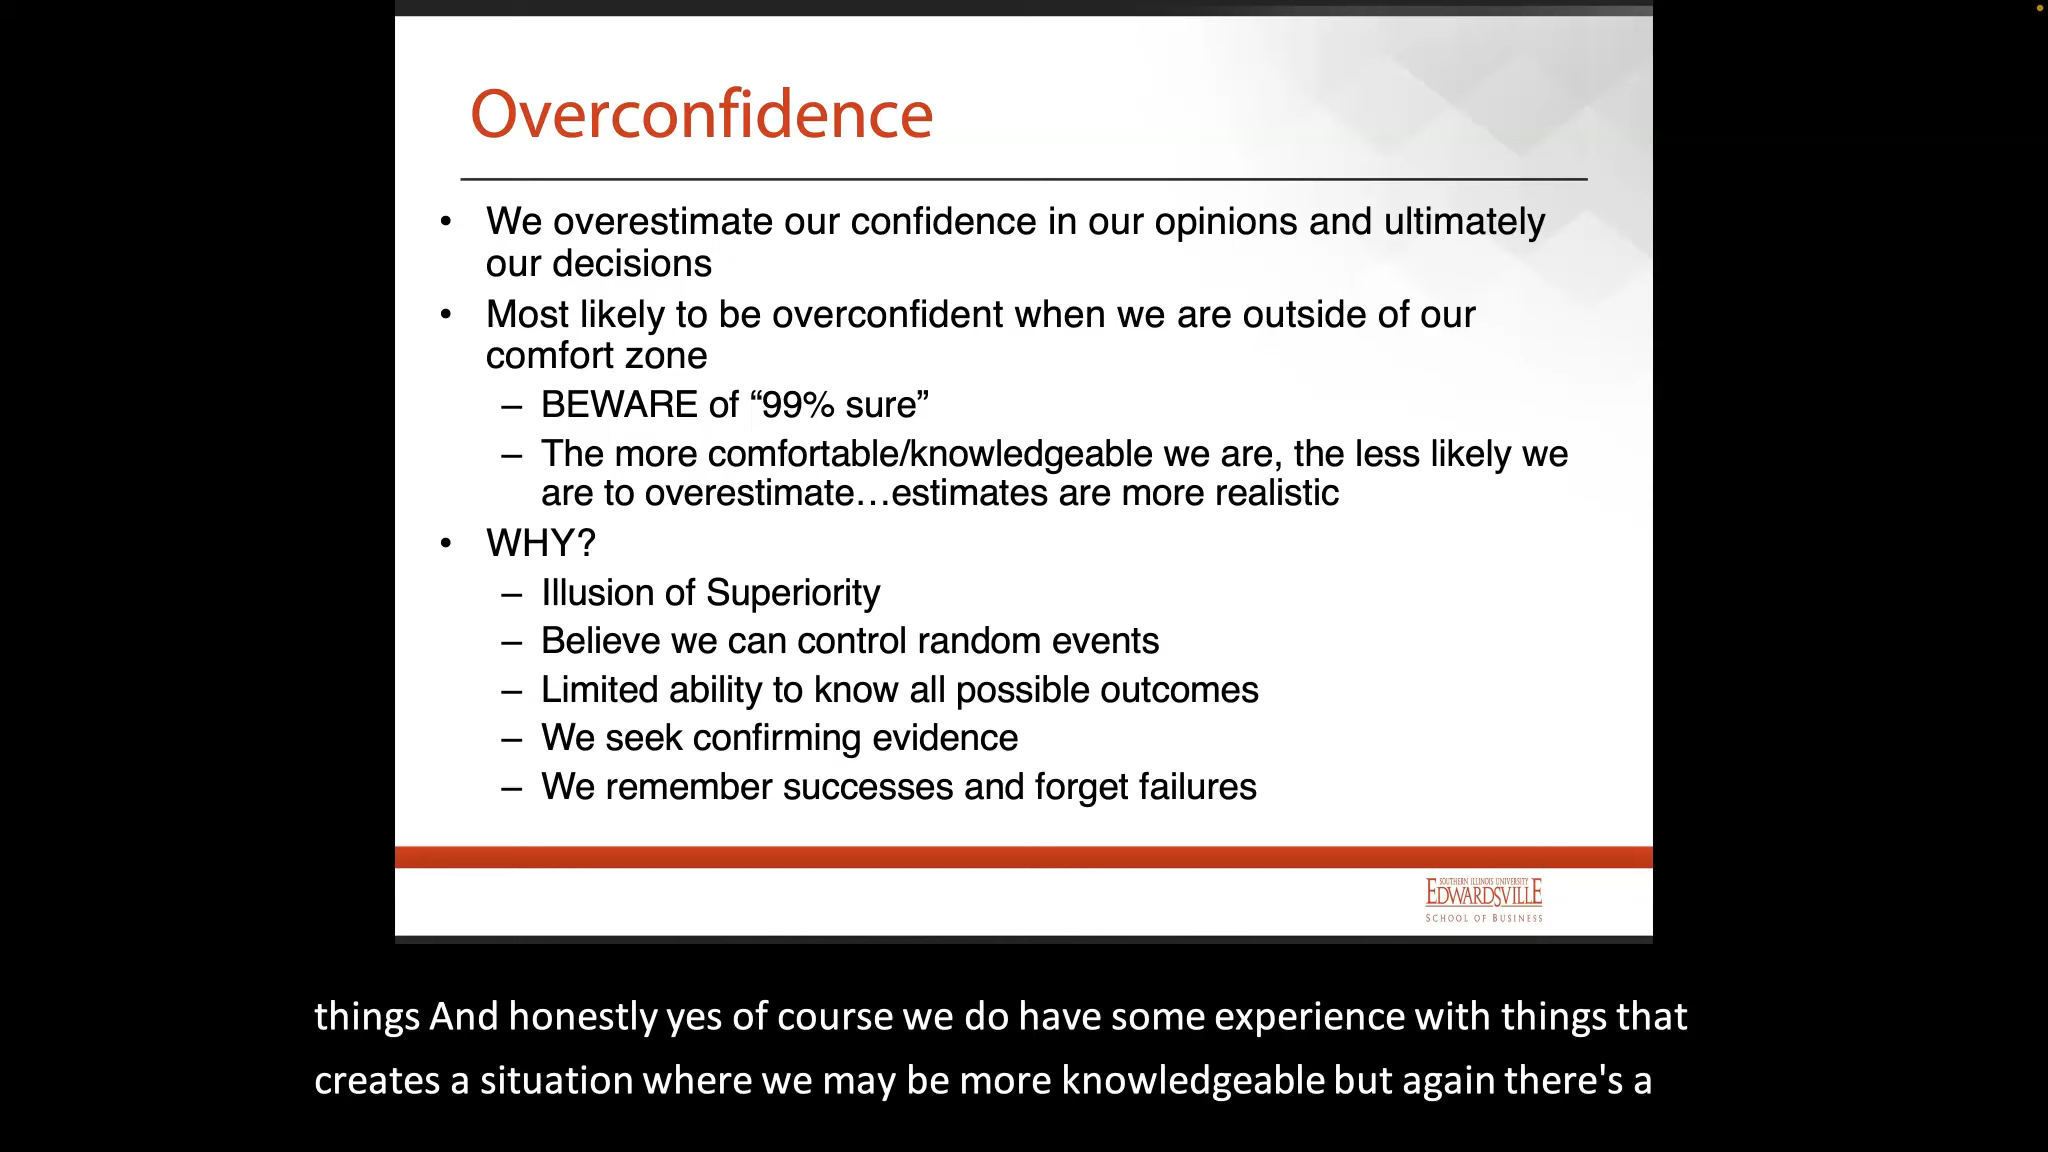 Overconfidence
• We overestimate our confidence in our opinions and ultimately
our decisions
• Most likely to be overconfident when we are outside of our
comfort zone
– BEWARE of “99% sure”
– The more comfortable/knowledgeable we are, the less likely we
are to overestimate…estimates are more realistic
• WHY?
– Illusion of Superiority
– Believe we can control random events
– Limited ability to know all possible outcomes
– We seek confirming evidence
– We remember successes and forget failures
SOUTHERN ILLINOIS UNIVERSITY
EDWARDSVILLE
SCHOOL OF BUSINESS
things And honestly yes of course we do have some experience with things that
creates a situation where we may be more knowledgeable but again there's a